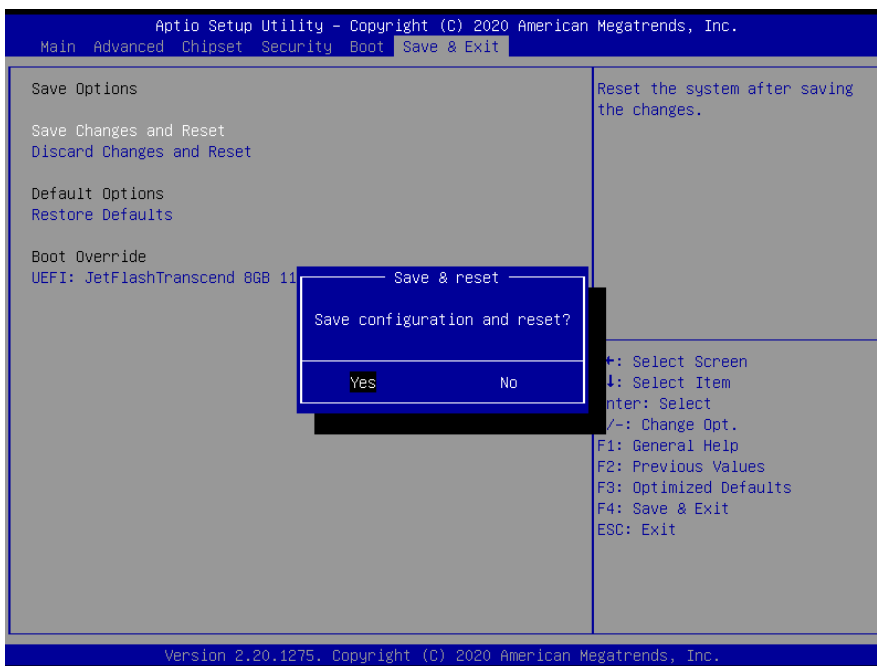 Aptio Setup Utility – Copyright (C) 2020 American Megatrends, Inc.
Main Advanced Chipset Security Boot Save & Exit
Save Options
Save Changes and Reset
Discard Changes and Reset
Default Options
Restore Defaults
Boot Override
UEFI: JetFlashTranscend 8GB 11
Reset the system after saving
the changes.
Save & reset
Save configuration and reset?
Yes No
: Select Screen
: Select Item
nter: Select
/-: Change Opt.
F1: General Help
F2: Previous Values
F3: Optimized Defaults
F4: Save & Exit
ESC: Exit
Version 2.20.1275. Copyright (C) 2020 American Megatrends, Inc.